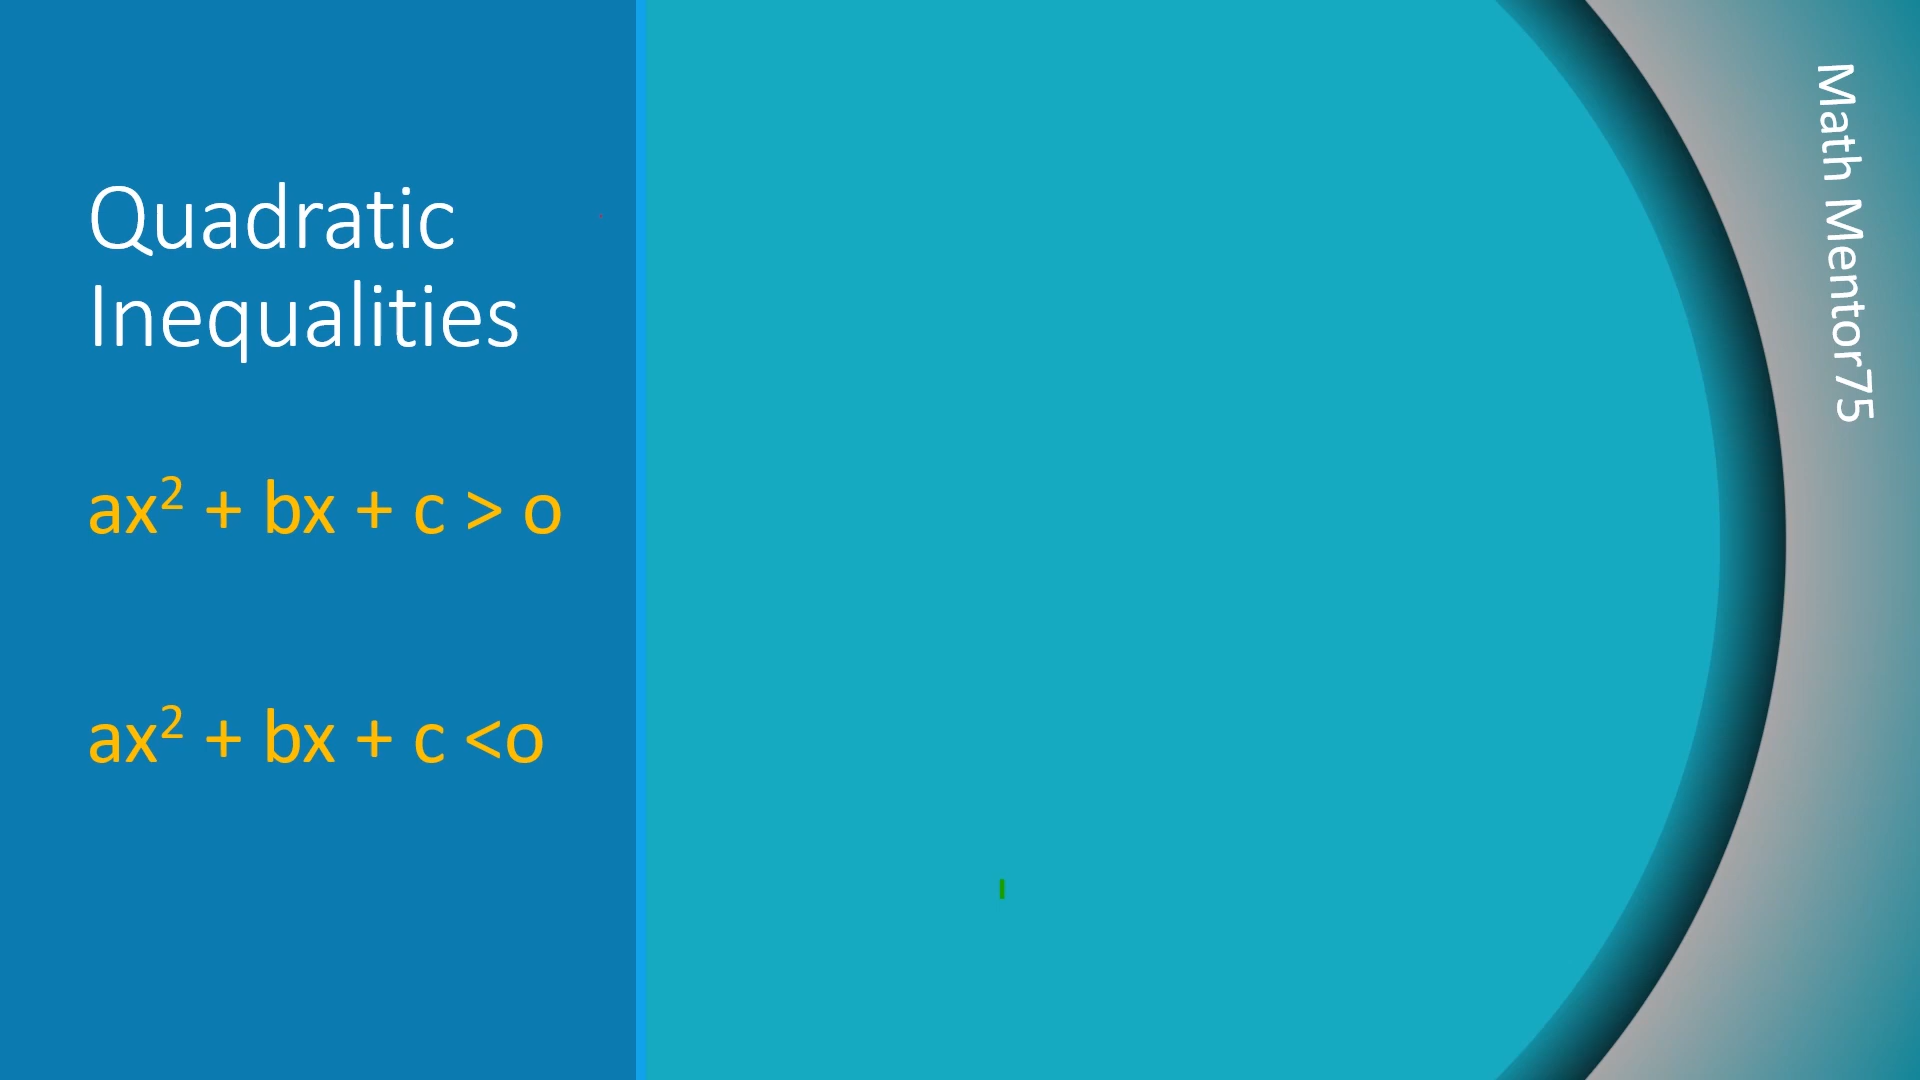 Quadratic
Inequalities
ax² + bx + c > o
ax² + bx + c <o
Math Mentor75